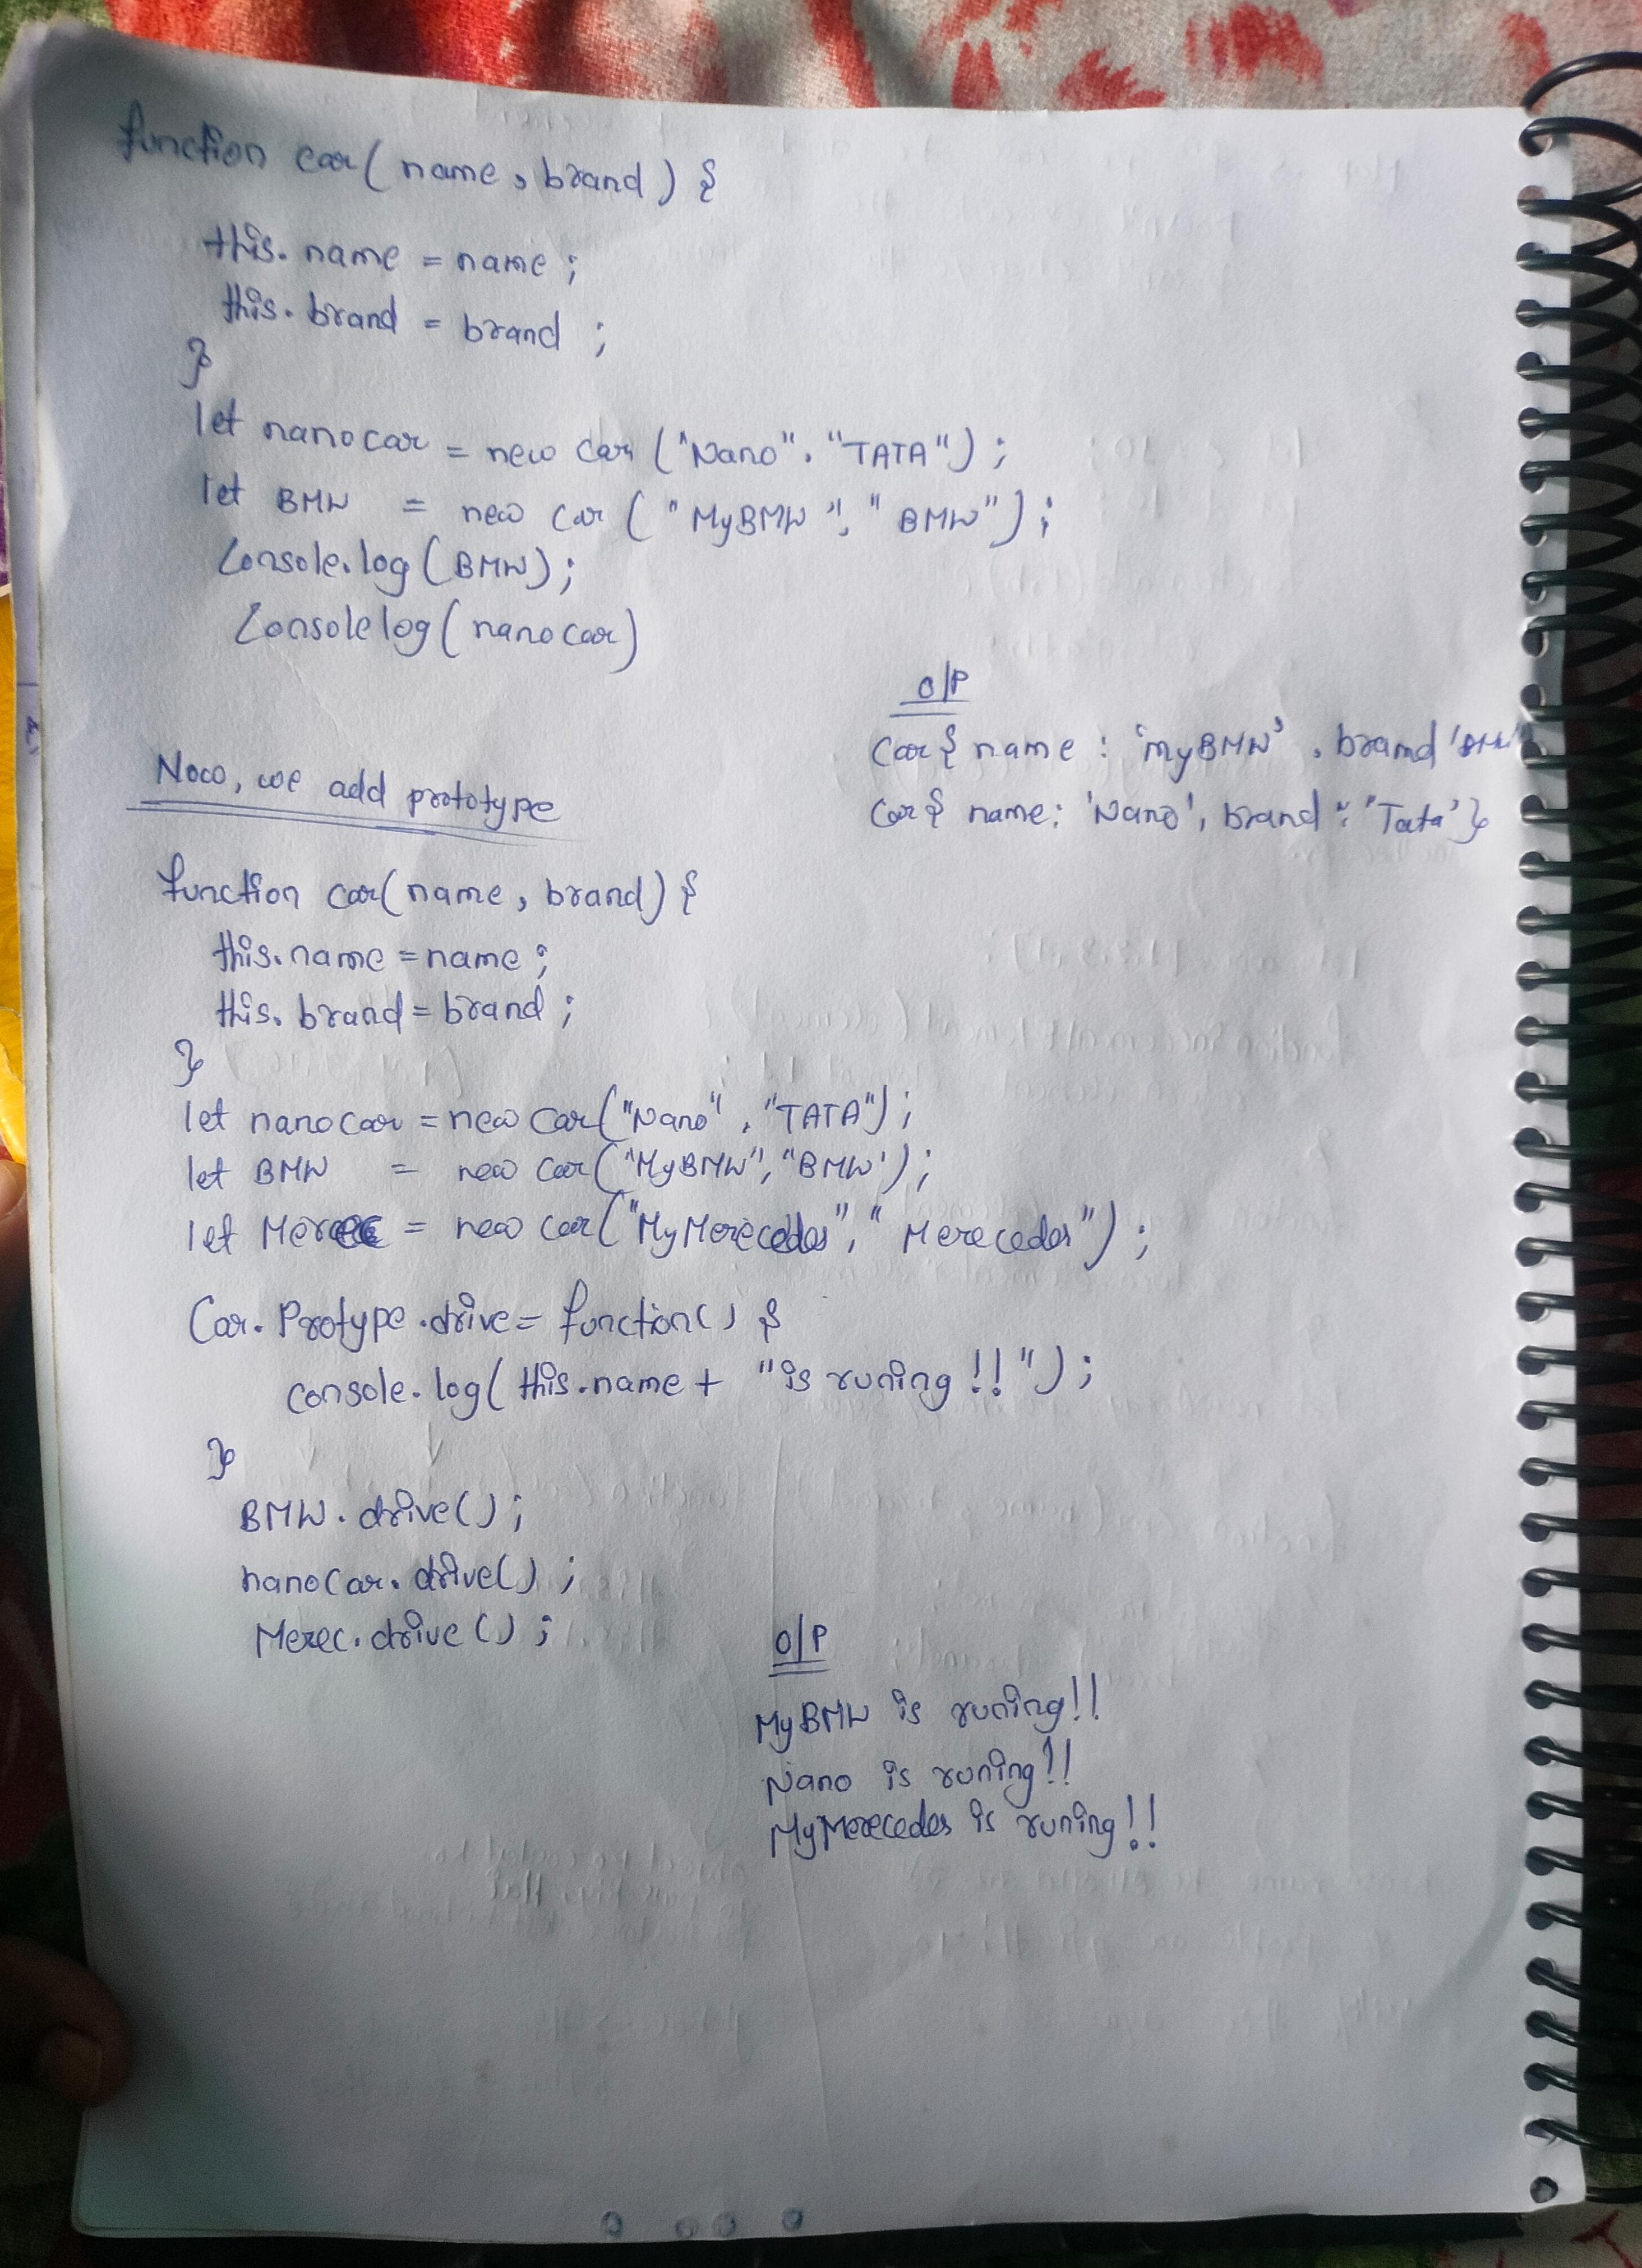 function car( name, brand) {
this. name = name ;
this. brand = brand ;
}
let nanocar = new car ("Nano", "TATA") ;
let BMW = new car ( "MyBMW", " BMW") ;
Console.log (BMW) ;
Console log ( nanocar)
O/P
Car{ name : 'myBMW' , brand 'BMW'
Car{ name: 'Nano', brand : 'Tata' }
Now, we add prototype
function car( name, brand) {
this.name = name ;
this. brand = brand ;
}
let nanocar = new car("Nano" , "TATA") ;
let BMW = new car("MyBMW", "BMW') ;
let Merec = new car("MyMerecedes", " Merecedes") ;
Car. Protype .drive = function() {
console. log( this .name + "is runing !! ") ;
}
BMW. drive() ;
nanocar. drive() ;
Merec. drive () ;
O/P
MyBMW is runing!!
Nano is runing!!
MyMerecedes is runing!!